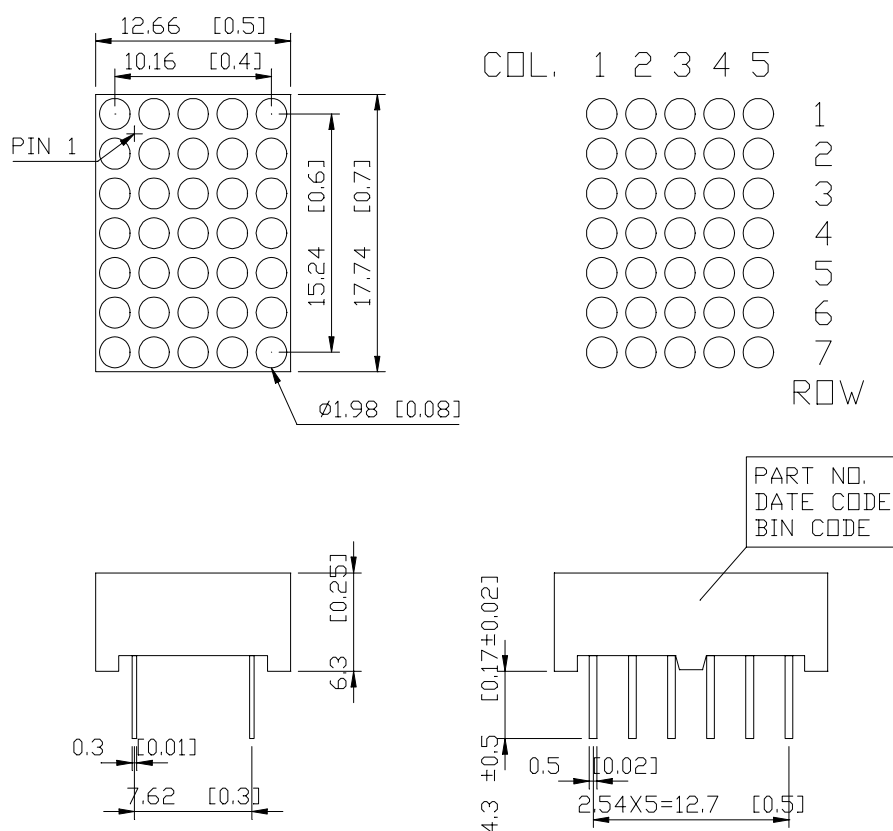 12.66 [0.5]
10.16 [0.4]
PIN 1
15.24 [0.6]
17.74 [0.7]
ø1.98 [0.08]
COL. 1 2 3 4 5
1
2
3
4
5
6
7
ROW
PART NO.
DATE CODE
BIN CODE
6.3 [0.25]
0.3 [0.01]
7.62 [0.3]
4.3 ±0.5 [0.17±0.02]
0.5 [0.02]
2.54X5=12.7 [0.5]